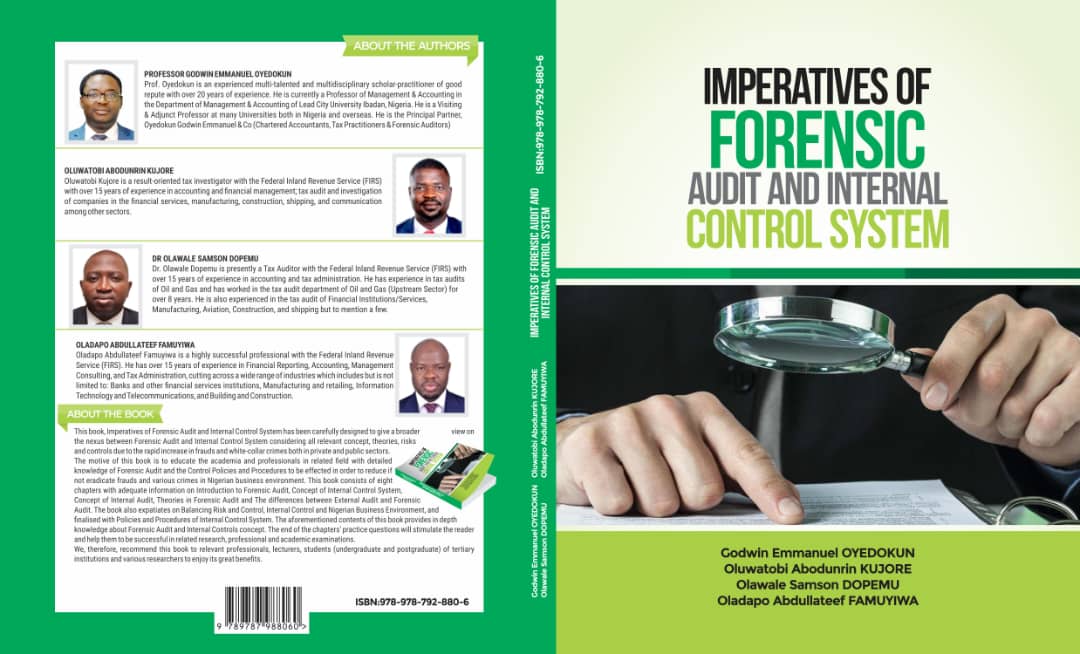 ABOUT THE AUTHORS
PROFESSOR GODWIN EMMANUEL OYEDOKUN
Prof. Oyedokun is an experienced multi-talented and multidisciplinary scholar-practitioner of good
repute with over 20 years of experience. He is currently a Professor of Management & Accounting in
the Department of Management & Accounting of Lead City University Ibadan, Nigeria. He is a Visiting
& Adjunct Professor at many Universities both in Nigeria and overseas. He is the Principal Partner,
Oyedokun Godwin Emmanuel & Co (Chartered Accountants, Tax Practitioners & Forensic Auditors)
OLUWATOBI ABODUNRIN KUJORE
Oluwatobi Kujore is a result-oriented tax investigator with the Federal Inland Revenue Service (FIRS)
with over 15 years of experience in accounting and financial management; tax audit and investigation
of companies in the financial services, manufacturing, construction, shipping, and communication
among other sectors.
DR OLAWALE SAMSON DOPEMU
Dr. Olawale Dopemu is presently a Tax Auditor with the Federal Inland Revenue Service (FIRS) with
over 15 years of experience in accounting and tax administration. He has experience in tax audits
of Oil and Gas and has worked in the tax audit department of Oil and Gas (Upstream Sector) for
over 8 years. He is also experienced in the tax audit of Financial Institutions/Services,
Manufacturing, Aviation, Construction, and shipping but to mention a few.
OLADAPO ABDULLATEEF FAMUYIWA
Oladapo Abdullateef Famuyiwa is a highly successful professional with the Federal Inland Revenue
Service (FIRS). He has over 15 years of experience in Financial Reporting, Accounting, Management
Consulting, and Tax Administration, cutting across a wide range of industries which includes but is not
limited to: Banks and other financial services institutions, Manufacturing and retailing, Information
Technology and Telecommunications, and Building and Construction.
ABOUT THE BOOK
This book, Imperatives of Forensic Audit and Internal Control System has been carefully designed to give a broader
the nexus between Forensic Audit and Internal Control System considering all relevant concept, theories, risks
and controls due to the rapid increase in frauds and white-collar crimes both in private and public sectors.
The motive of this book is to educate the academia and professionals in related field with detailed
knowledge of Forensic Audit and the Control Policies and Procedures to be effected in order to reduce if
not eradicate frauds and various crimes in Nigerian business environment. This book consists of eight
chapters with adequate information on Introduction to Forensic Audit, Concept of Internal Control System,
Concept of Internal Audit, Theories in Forensic Audit and The differences between External Audit and Forensic
Audit. The book also expatiates on Balancing Risk and Control, Internal Control and Nigerian Business Environment, and
finalised with Policies and Procedures of Internal Control System. The aforementioned contents of this book provides in depth
knowledge about Forensic Audit and Internal Controls concept. The end of the chapters' practice questions will stimulate the reader
and help them to be successful in related research, professional and academic examinations.
We, therefore, recommend this book to relevant professionals, lecturers, students (undergraduate and postgraduate) of tertiary
institutions and various researchers to enjoy its great benefits.
view on
ISBN:978-978-792-880-6
9 789787 988060 >
ISBN:978-978-792-880-6
IMPERATIVES OF FORENSIC AUDIT AND
INTERNAL CONTROL SYSTEM
Godwin Emmanuel OYEDOKUN Oluwatobi Abodunrin KUJORE
Olawale Samson DOPEMU Oladapo Abdullateef FAMUYIWA
IMPERATIVES OF
FORENSIC
AUDIT AND INTERNAL
CONTROL SYSTEM
Godwin Emmanuel OYEDOKUN
Oluwatobi Abodunrin KUJORE
Olawale Samson DOPEMU
Oladapo Abdullateef FAMUYIWA